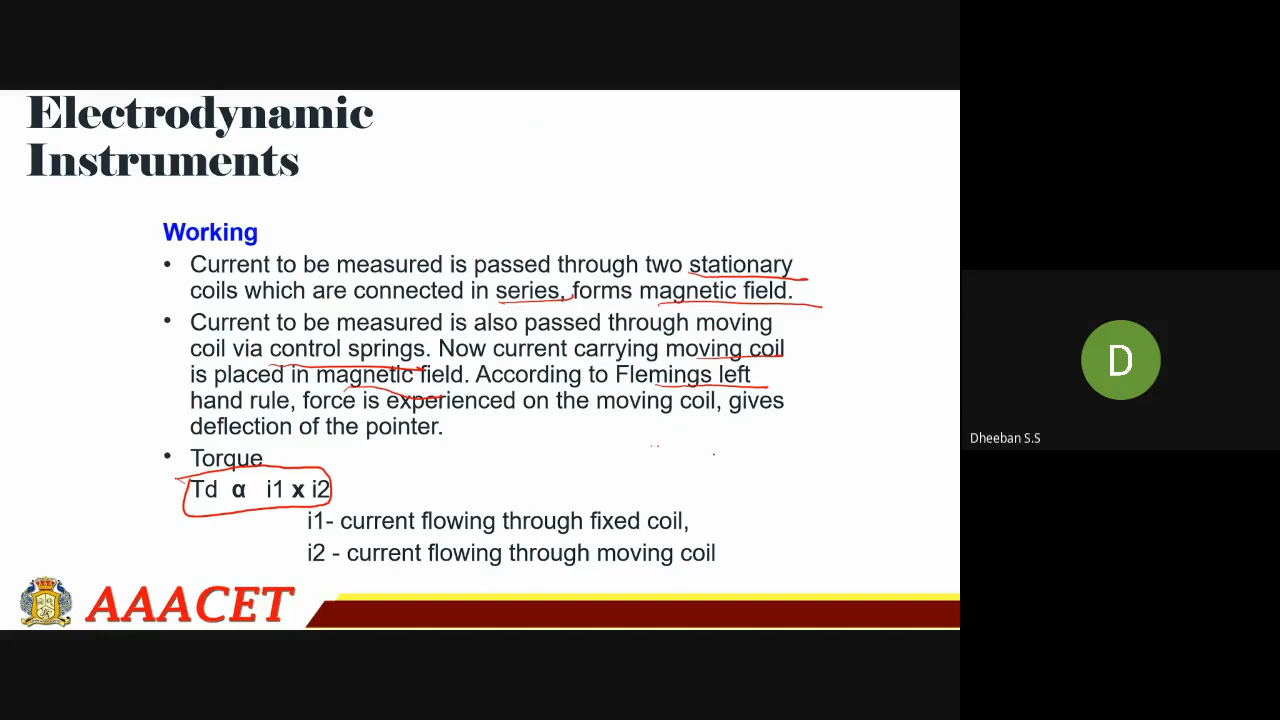 Electrodynamic
Instruments
Working
• Current to be measured is passed through two stationary
coils which are connected in series, forms magnetic field.
• Current to be measured is also passed through moving
coil via control springs. Now current carrying moving coil
is placed in magnetic field. According to Flemings left
hand rule, force is experienced on the moving coil, gives
deflection of the pointer.
• Torque
Td α i1 x i2
i1- current flowing through fixed coil,
i2 - current flowing through moving coil
AAACET
D
Dheeban S.S